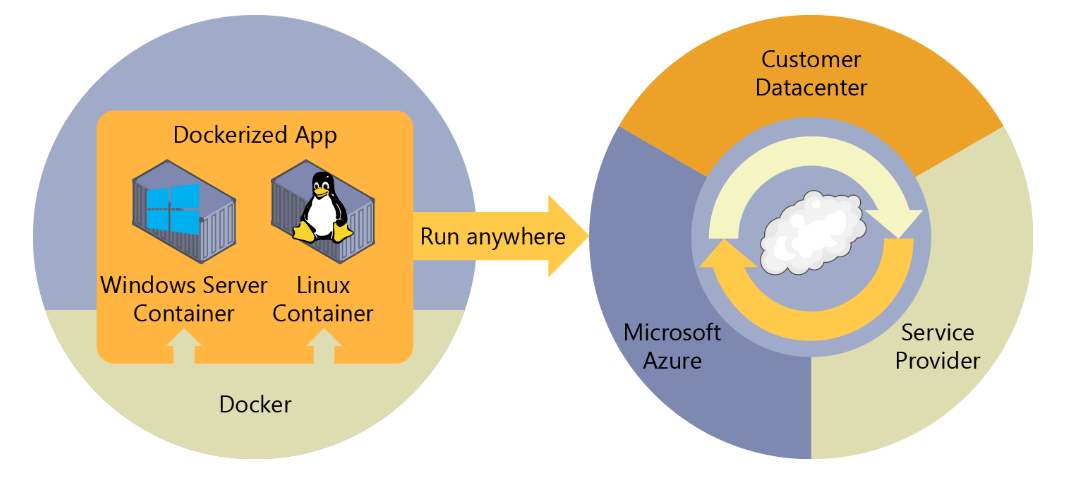 Dockerized App
Windows Server
Container
Linux
Container
Docker
Run anywhere
Customer
Datacenter
Microsoft
Azure
Service
Provider